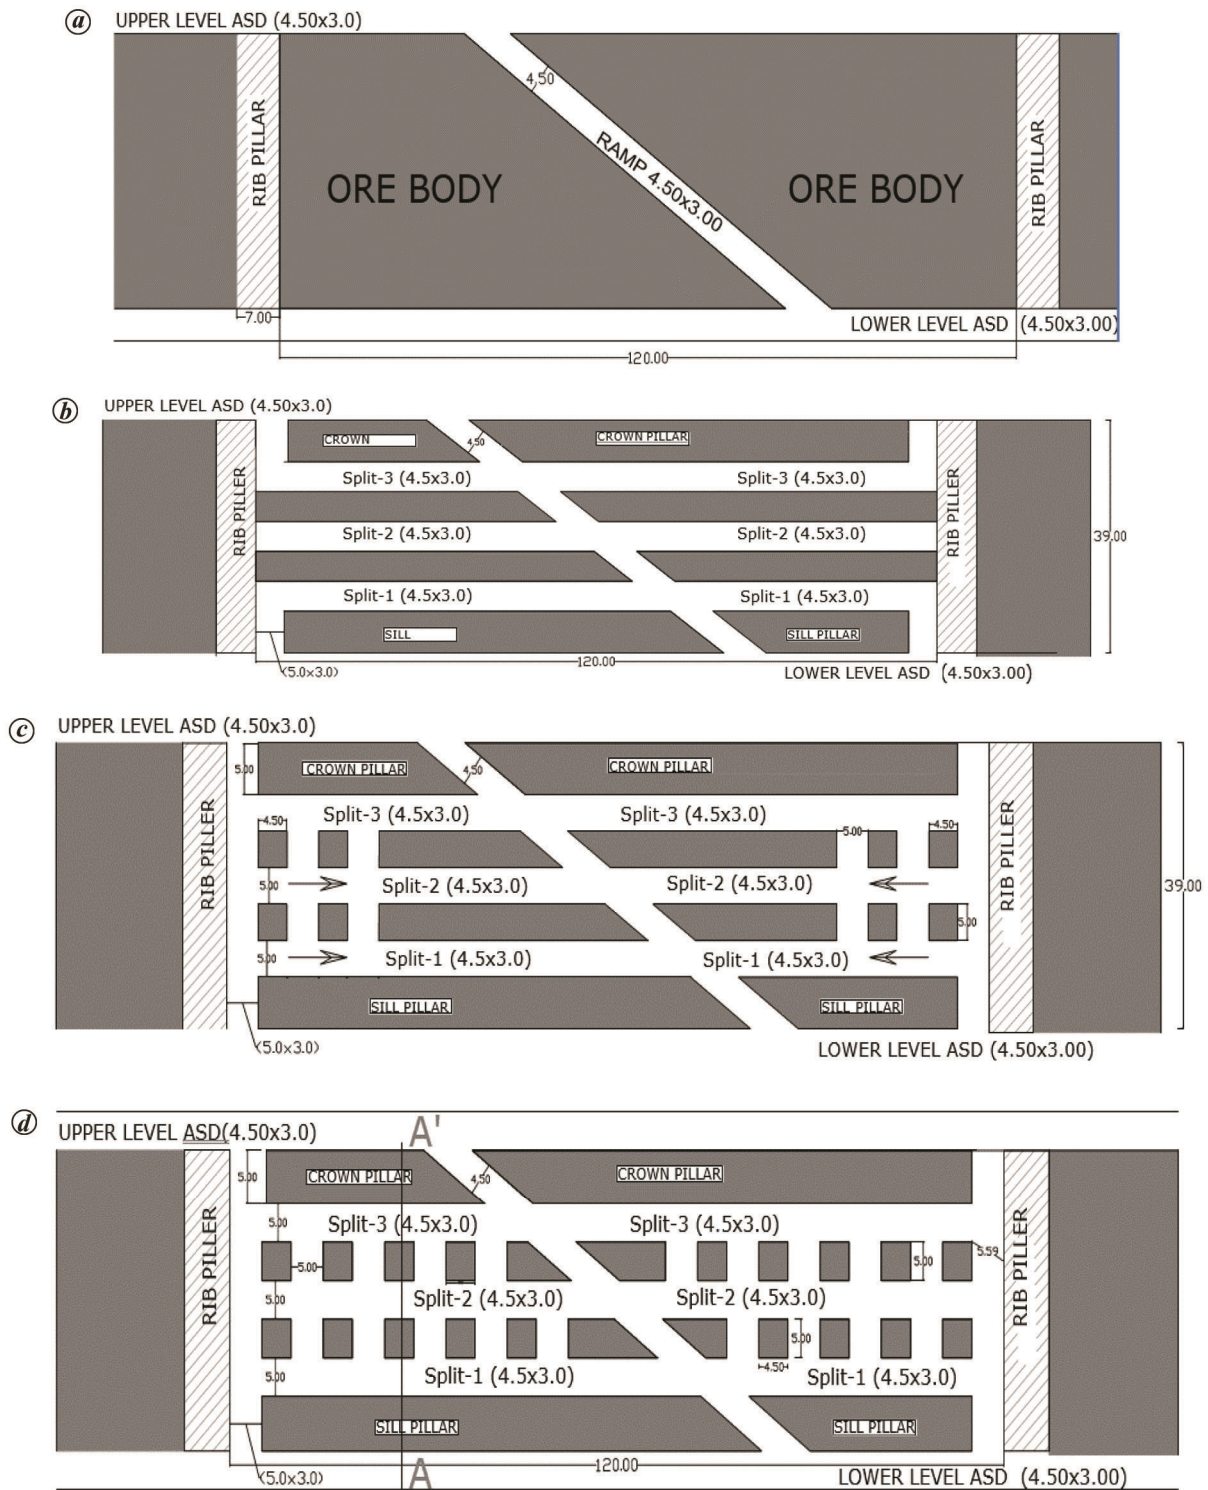 a UPPER LEVEL ASD (4.50x3.0)
4.50
RIB PILLAR
RAMP 4.50x3.00
RIB PILLAR
ORE BODY
ORE BODY
7.00
LOWER LEVEL ASD (4.50x3.00)
120.00
b UPPER LEVEL ASD (4.50x3.0)
CROWN
4.50
CROWN PILLAR
Split-3 (4.5x3.0)
Split-3 (4.5x3.0)
RIB PILLER
RIB PILLER
Split-2 (4.5x3.0)
Split-2 (4.5x3.0)
39.00
Split-1 (4.5x3.0)
Split-1 (4.5x3.0)
SILL
SILL PILLAR
120.00
(5.0x3.0)
LOWER LEVEL ASD (4.50x3.00)
c UPPER LEVEL ASD (4.50x3.0)
5.00
CROWN PILLAR
4.50
CROWN PILLAR
Split-3 (4.5x3.0)
Split-3 (4.5x3.0)
4.50
5.00
4.50
RIB PILLER
RIB PILLER
5.00
Split-2 (4.5x3.0)
Split-2 (4.5x3.0)
39.00
5.00
5.00
Split-1 (4.5x3.0)
Split-1 (4.5x3.0)
SILL PILLAR
SILL PILLAR
(5.0x3.0)
LOWER LEVEL ASD (4.50x3.00)
d UPPER LEVEL ASD(4.50x3.0)
A'
5.00
CROWN PILLAR
4.50
CROWN PILLAR
5.00
Split-3 (4.5x3.0)
Split-3 (4.5x3.0)
RIB PILLER
RIB PILLER
5.00
5.00
5.59
5.00
Split-2 (4.5x3.0)
Split-2 (4.5x3.0)
5.00
4.50
5.00
Split-1 (4.5x3.0)
Split-1 (4.5x3.0)
SILL PILLAR
SILL PILLAR
120.00
(5.0x3.0)
A
LOWER LEVEL ASD (4.50x3.00)